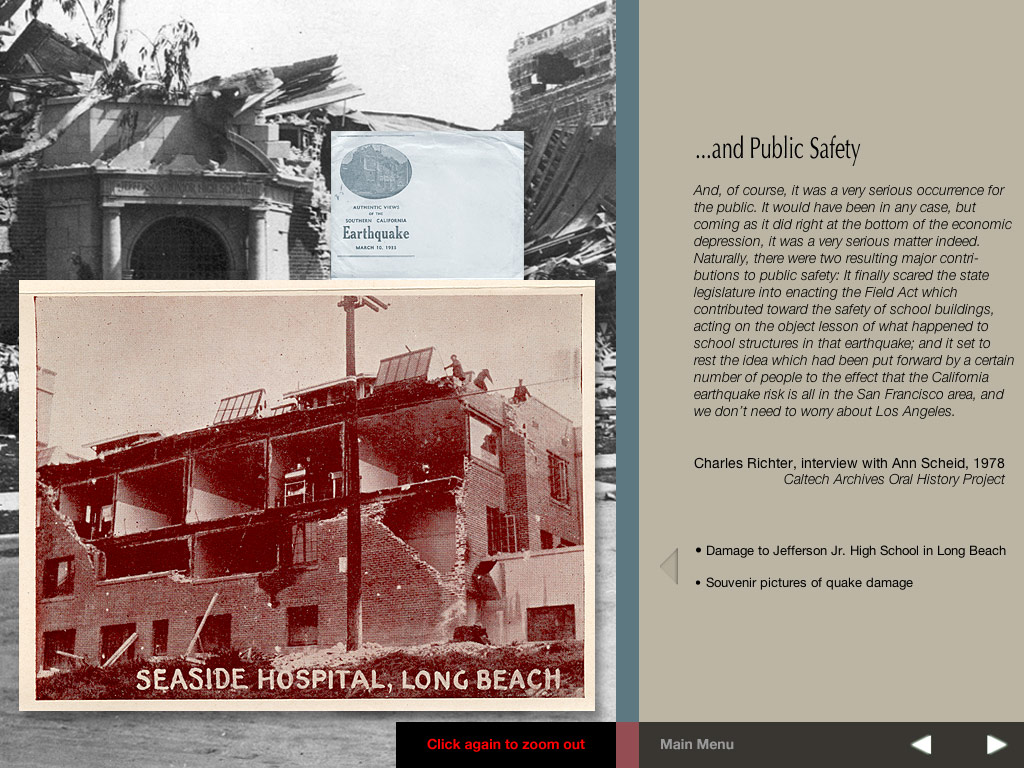 JEFFERSON JUNIOR HIGH SCHOOL
AUTHENTIC VIEWS
OF THE
SOUTHERN CALIFORNIA
Earthquake
MARCH 10, 1933
SEASIDE HOSPITAL, LONG BEACH
Click again to zoom out
...and Public Safety
And, of course, it was a very serious occurrence for
the public. It would have been in any case, but
coming as it did right at the bottom of the economic
depression, it was a very serious matter indeed.
Naturally, there were two resulting major contri-
butions to public safety: It finally scared the state
legislature into enacting the Field Act which
contributed toward the safety of school buildings,
acting on the object lesson of what happened to
school structures in that earthquake; and it set to
rest the idea which had been put forward by a certain
number of people to the effect that the California
earthquake risk is all in the San Francisco area, and
we don't need to worry about Los Angeles.
Charles Richter, interview with Ann Scheid, 1978
Caltech Archives Oral History Project
• Damage to Jefferson Jr. High School in Long Beach
• Souvenir pictures of quake damage
Main Menu